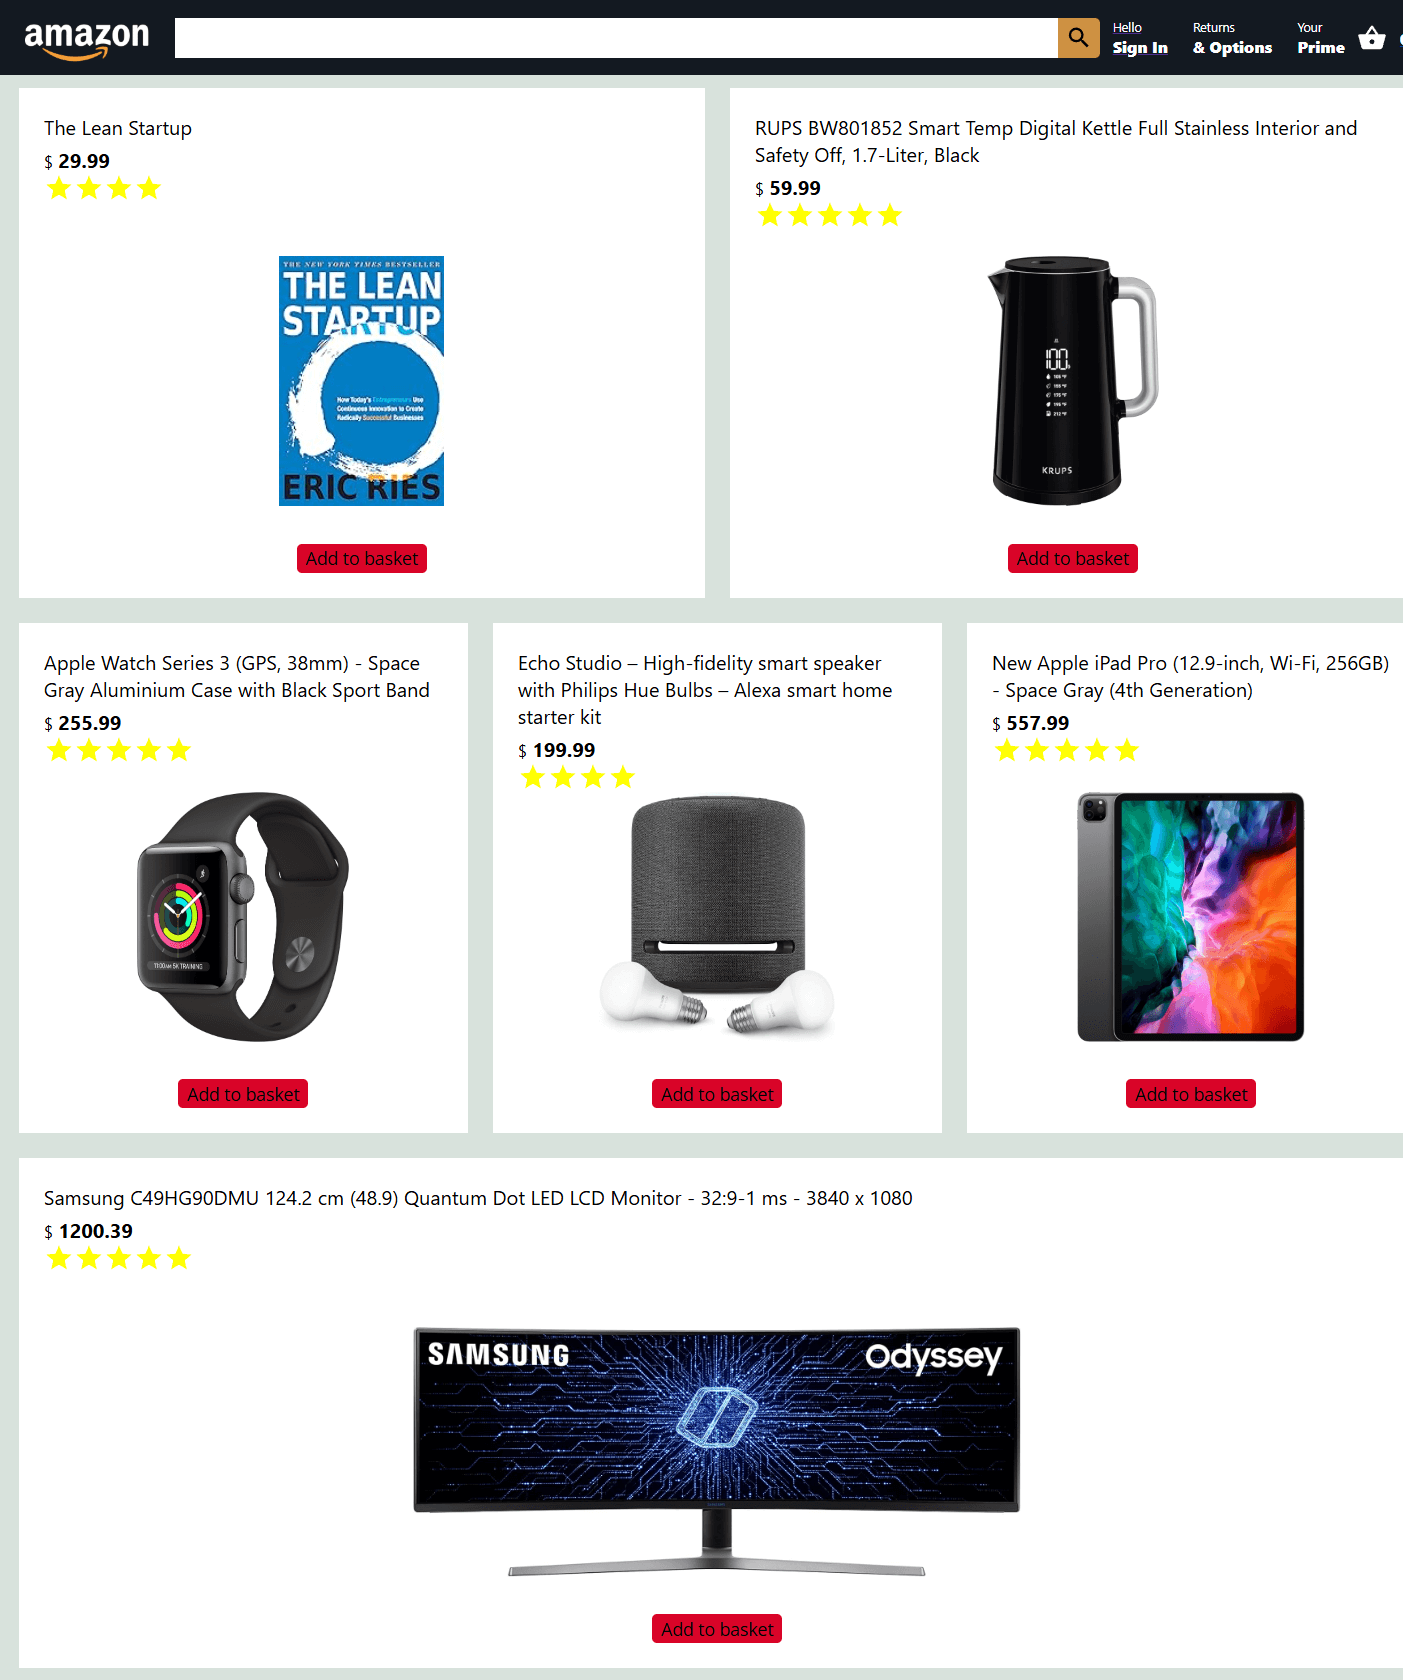 amazon
Hello
Sign In
Returns
& Options
Your
Prime
The Lean Startup
$ 29.99
THE NEW YORK TIMES BESTSELLER
THE LEAN
STARTUP
How Today's Entrepreneurs Use
Continuous Innovation to Create
Radically Successful Businesses
ERIC RIES
Add to basket
RUPS BW801852 Smart Temp Digital Kettle Full Stainless Interior and
Safety Off, 1.7-Liter, Black
$ 59.99
100
175 °F
212 °F
KRUPS
Add to basket
Apple Watch Series 3 (GPS, 38mm) - Space
Gray Aluminium Case with Black Sport Band
$ 255.99
11:00AM 5K TRAINING
Add to basket
Echo Studio – High-fidelity smart speaker
with Philips Hue Bulbs – Alexa smart home
starter kit
$ 199.99
Add to basket
New Apple iPad Pro (12.9-inch, Wi-Fi, 256GB)
- Space Gray (4th Generation)
$ 557.99
Add to basket
Samsung C49HG90DMU 124.2 cm (48.9) Quantum Dot LED LCD Monitor - 32:9-1 ms - 3840 x 1080
$ 1200.39
SAMSUNG
Odyssey
Add to basket